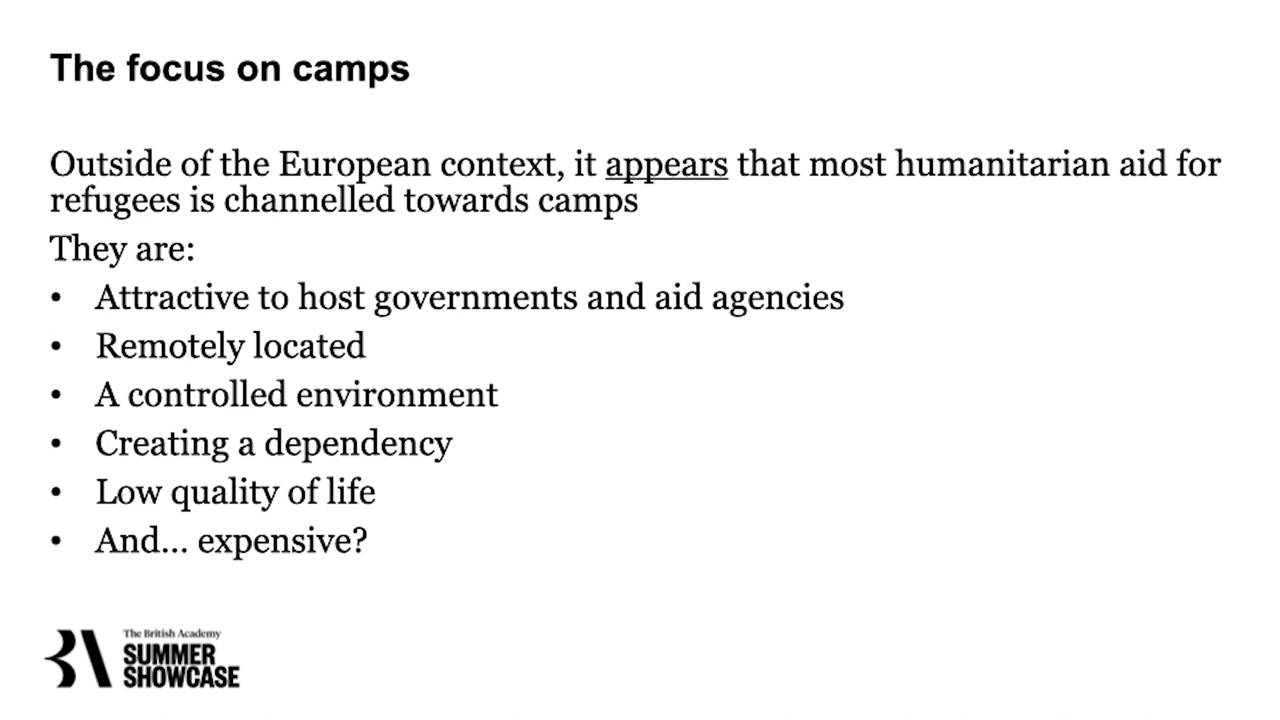 The focus on camps
Outside of the European context, it appears that most humanitarian aid for
refugees is channelled towards camps
They are:
• Attractive to host governments and aid agencies
• Remotely located
• A controlled environment
• Creating a dependency
• Low quality of life
• And... expensive?
The British Academy
SUMMER
SHOWCASE